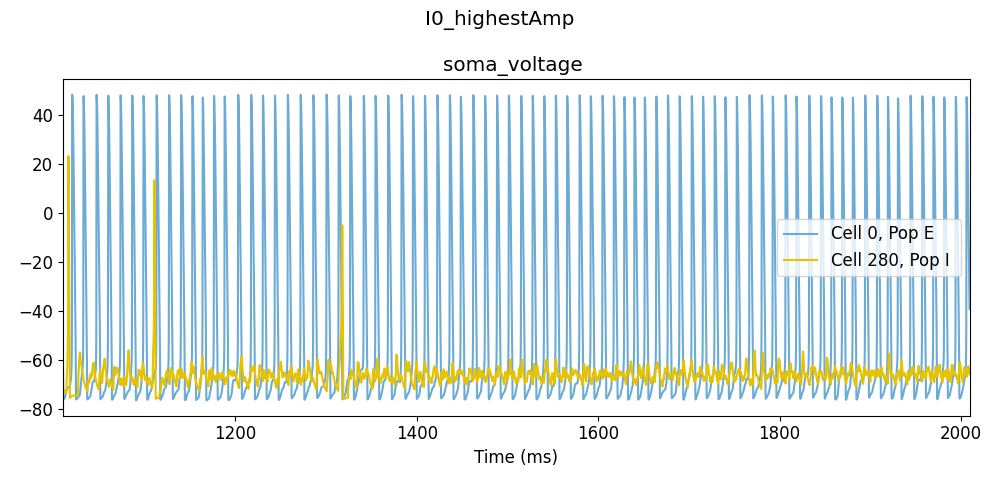 I0_highestAmp
soma_voltage
40
20
0
−20
−40
−60
−80
Cell 0, Pop E
Cell 280, Pop I
1200
1400
1600
1800
2000
Time (ms)